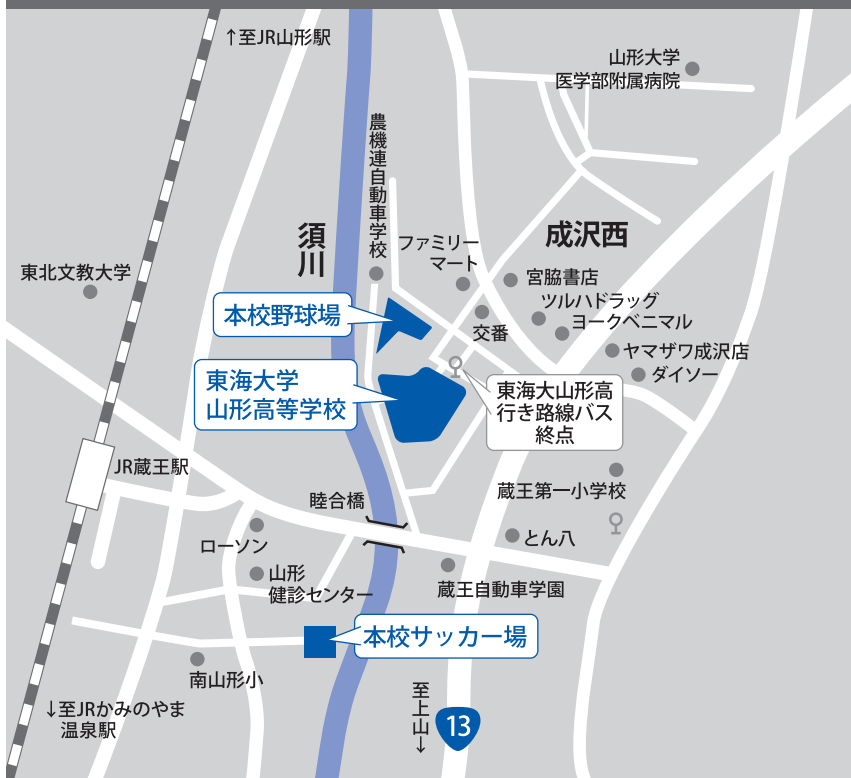 ↑至JR山形駅
山形大学
医学部附属病院
農機連自動車学校
須川
成沢西
ファミリー
マート
東北文教大学
宮脇書店
ツルハドラッグ
ヨークベニマル
本校野球場
交番
ヤマザワ成沢店
ダイソー
東海大学
山形高等学校
東海大山形高
行き路線バス
終点
JR蔵王駅
蔵王第一小学校
睦合橋
とん八
ローソン
山形
健診センター
蔵王自動車学園
本校サッカー場
南山形小
↓至JRかみのやま
温泉駅
至上山↓
13